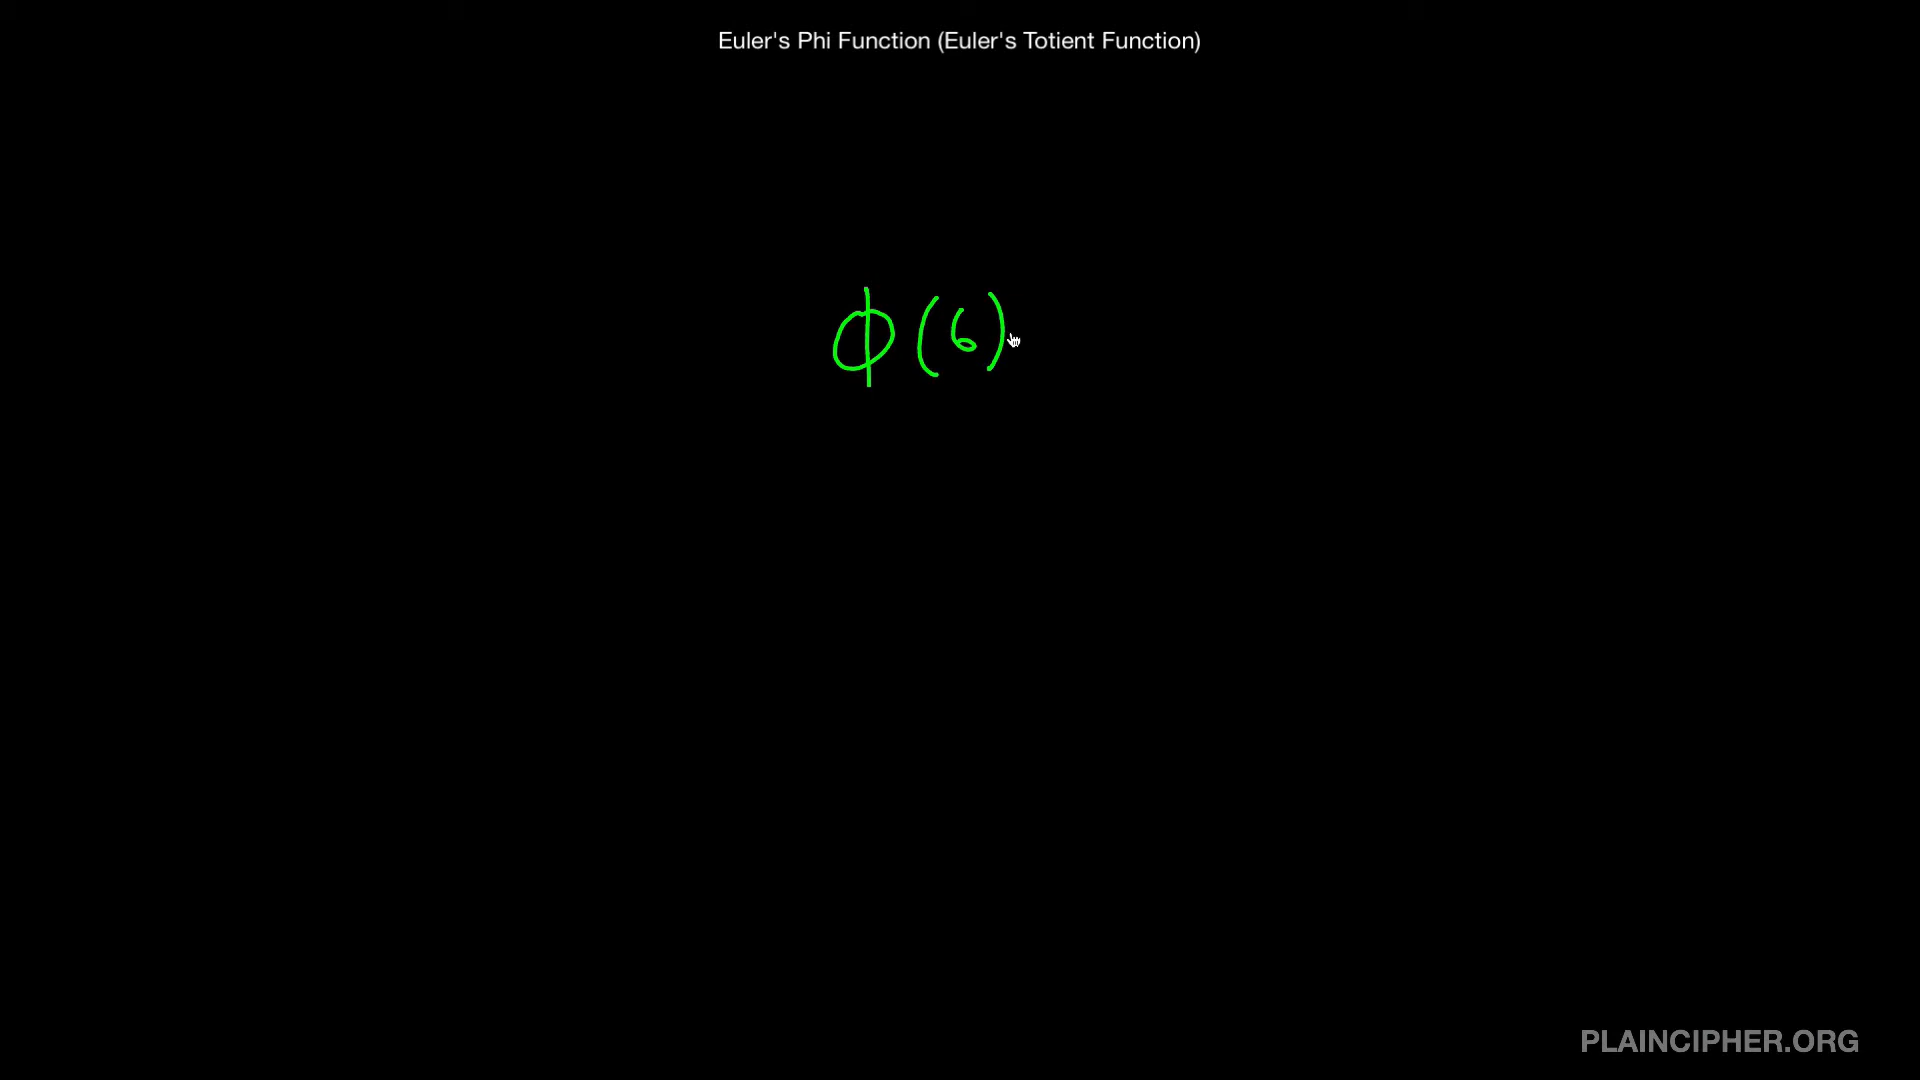 Euler's Phi Function (Euler's Totient Function)
ϕ(6)
PLAINCIPHER.ORG